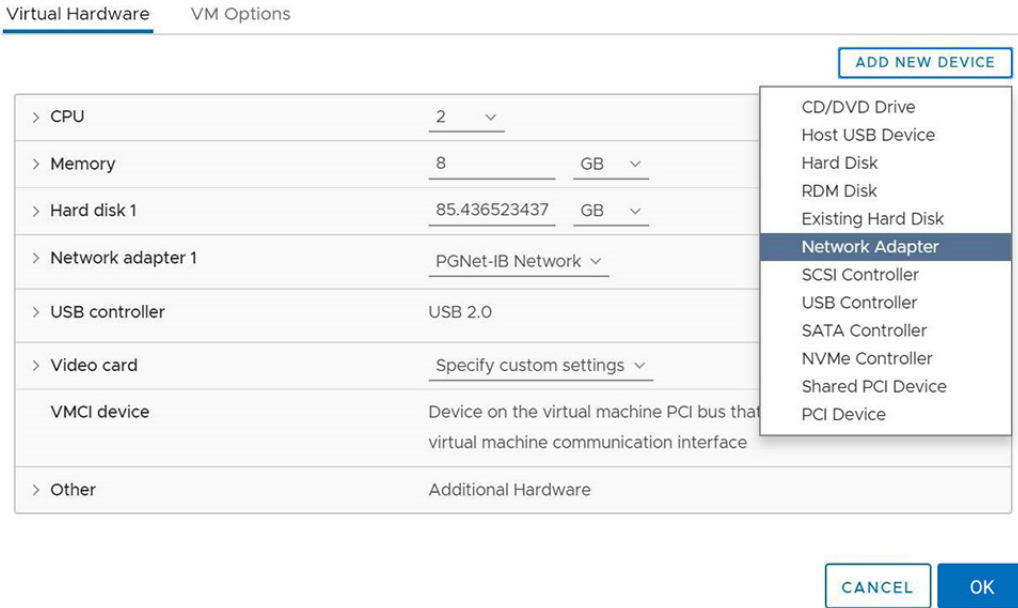 Virtual Hardware VM Options
ADD NEW DEVICE
CPU 2
Memory 8 GB
Hard disk 1 85.436523437 GB
Network adapter 1 PGNet-IB Network
USB controller USB 2.0
Video card Specify custom settings
VMCI device Device on the virtual machine PCI bus that
virtual machine communication interface
Other Additional Hardware
CD/DVD Drive
Host USB Device
Hard Disk
RDM Disk
Existing Hard Disk
Network Adapter
SCSI Controller
USB Controller
SATA Controller
NVMe Controller
Shared PCI Device
PCI Device
CANCEL OK